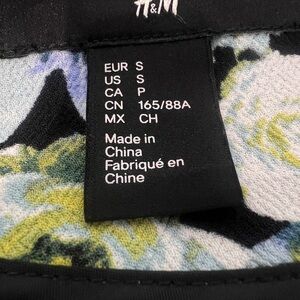 H&M
EUR S
US S
CA P
CN 165/88A
MX CH
Made in
China
Fabriqué en
Chine